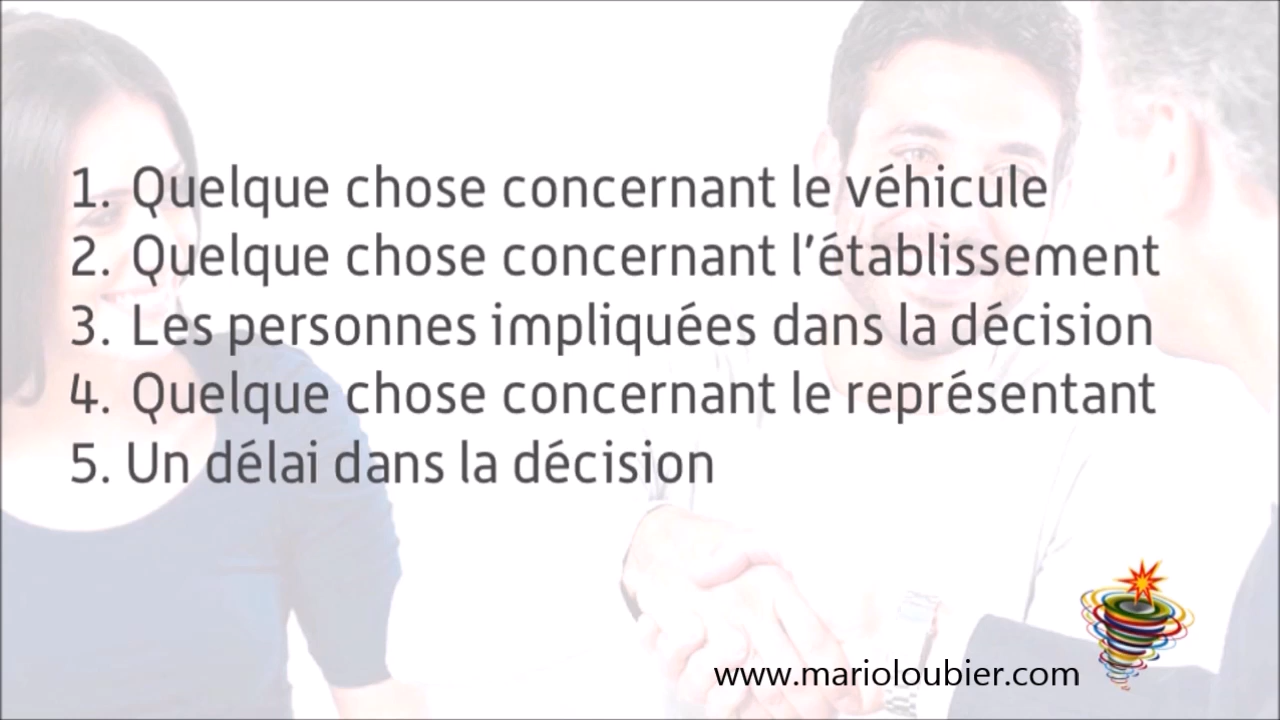 1. Quelque chose concernant le véhicule
2. Quelque chose concernant l’établissement
3. Les personnes impliquées dans la décision
4. Quelque chose concernant le représentant
5. Un délai dans la décision
www.marioloubier.com